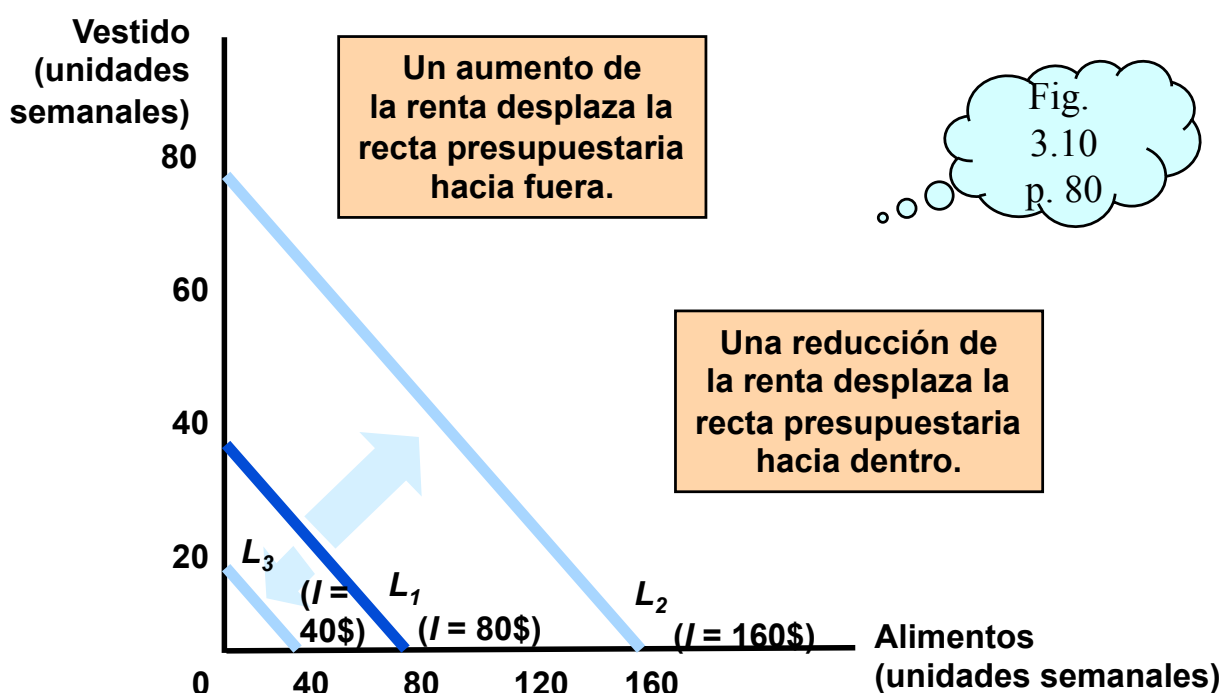 Vestido
(unidades
semanales)
Un aumento de
la renta desplaza la
recta presupuestaria
hacia fuera.
Fig.
3.10
p. 80
80
60
Una reducción de
la renta desplaza la
recta presupuestaria
hacia dentro.
40
20
L3
(I =
40$)
L1
(I = 80$)
L2
(I = 160$)
Alimentos
(unidades semanales)
0 40 80 120 160